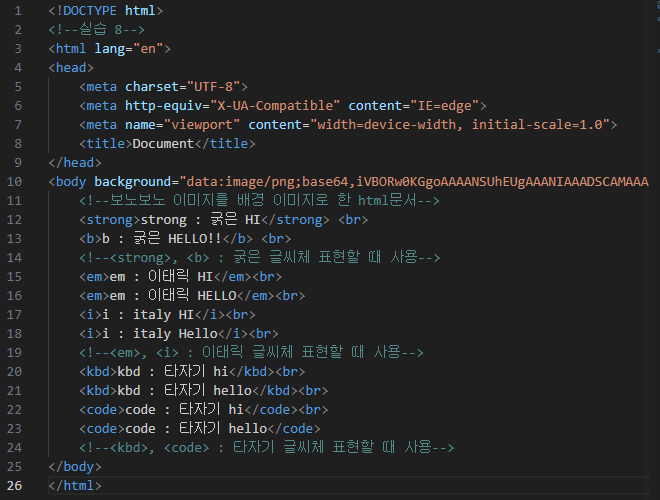 1 <!DOCTYPE html>
2 <!--실습 8-->
3 <html lang="en">
4 <head>
5     <meta charset="UTF-8">
6     <meta http-equiv="X-UA-Compatible" content="IE=edge">
7     <meta name="viewport" content="width=device-width, initial-scale=1.0">
8     <title>Document</title>
9 </head>
10 <body background="data:image/png;base64,iVBORw0KGgoAAAANSUhEUgAAANIAAADSCAMAAA
11     <!--보노보노 이미지를 배경 이미지로 한 html문서-->
12     <strong>strong : 굵은 HI</strong> <br>
13     <b>b : 굵은 HELLO!!</b> <br>
14     <!--<strong>, <b> : 굵은 글씨체 표현할 때 사용-->
15     <em>em : 이태릭 HI</em><br>
16     <em>em : 이태릭 HELLO</em><br>
17     <i>i : italy HI</i><br>
18     <i>i : italy Hello</i><br>
19     <!--<em>, <i> : 이태릭 글씨체 표현할 때 사용-->
20     <kbd>kbd : 타자기 hi</kbd><br>
21     <kbd>kbd : 타자기 hello</kbd><br>
22     <code>code : 타자기 hi</code><br>
23     <code>code : 타자기 hello</code>
24     <!--<kbd>, <code> : 타자기 글씨체 표현할 때 사용-->
25 </body>
26 </html>